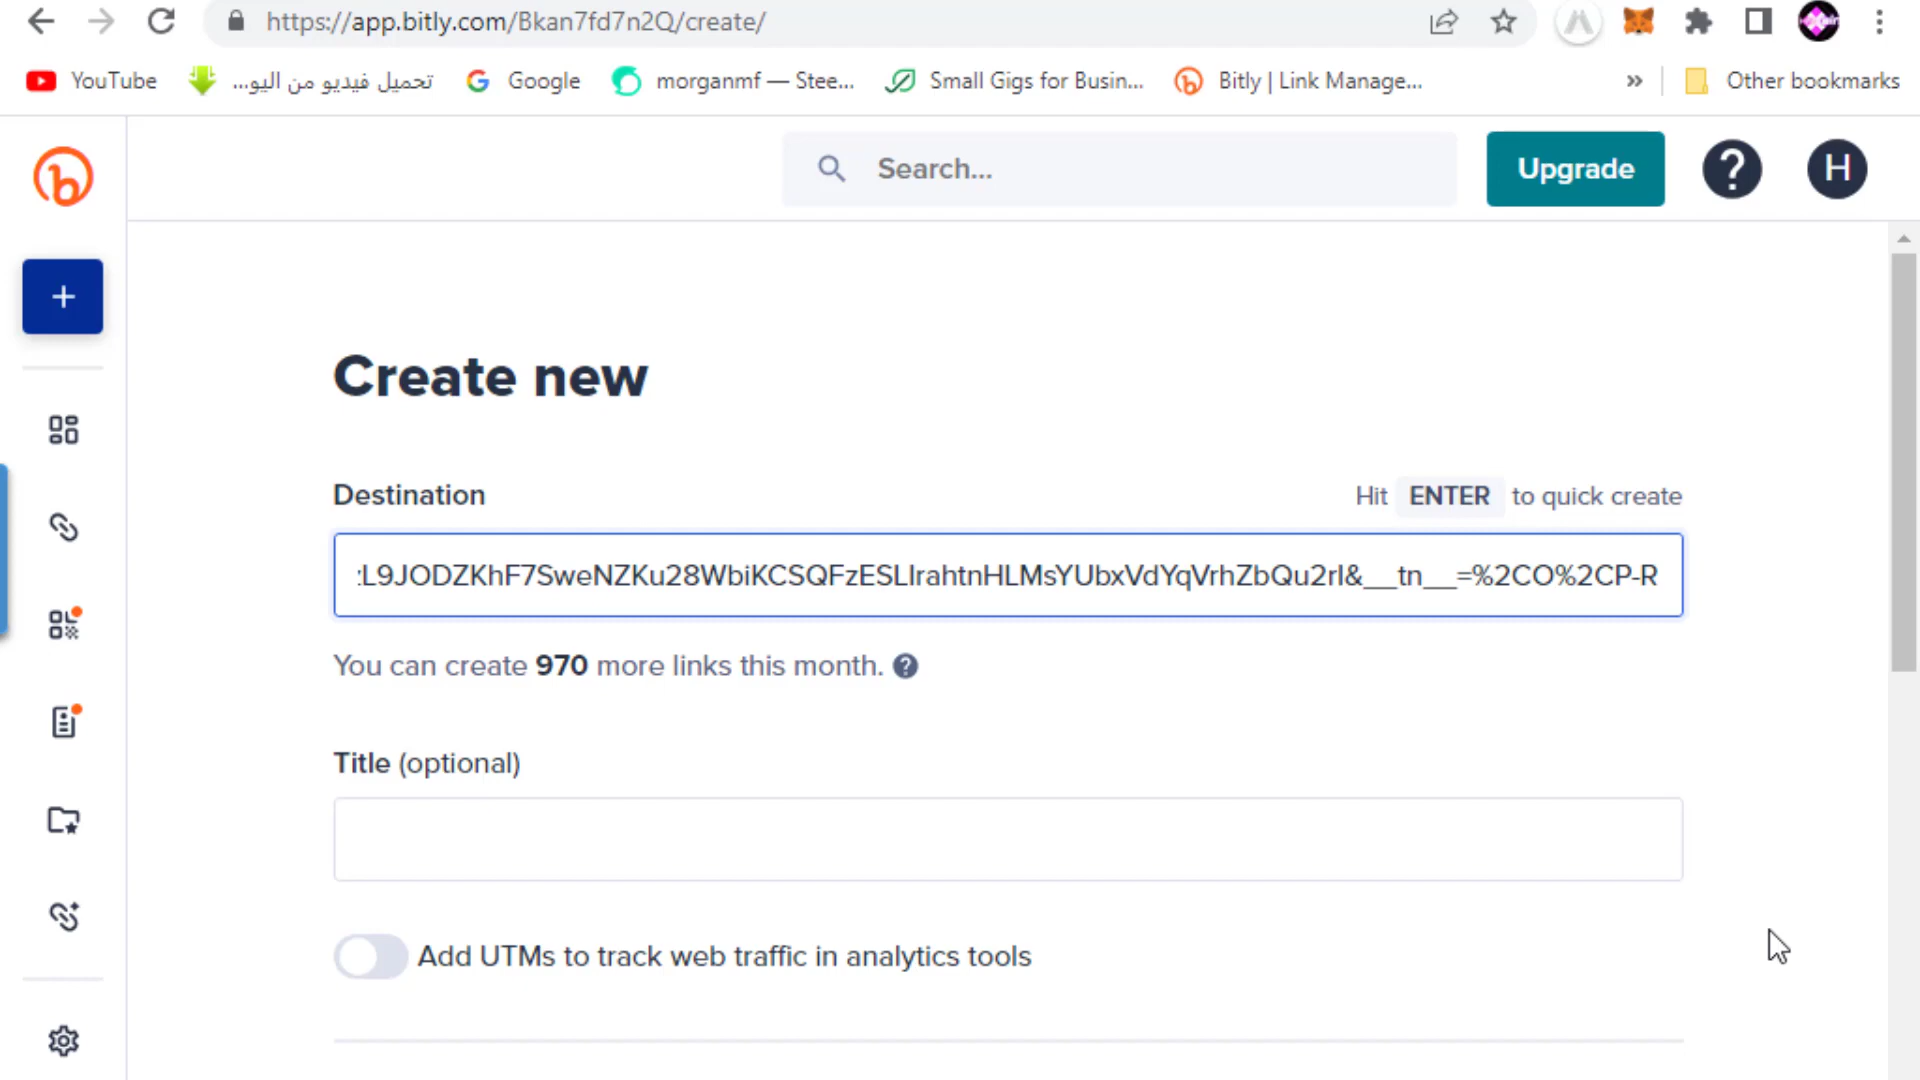 https://app.bitly.com/Bkan7fd7n2Q/create/
YouTube
تحميل فيديو من اليو...
Google
morganmf — Stee...
Small Gigs for Busin...
Bitly | Link Manage...
»
Other bookmarks
Search...
Upgrade
?
H
b
+
Create new
Destination
Hit ENTER to quick create
:L9JODZKhF7SweNZKu28WbiKCSQFzESLIrahtnHLMsYUbxVdYqVrhZbQu2rI&__tn__=%2CO%2CP-R
You can create 970 more links this month. ?
Title (optional)
Add UTMs to track web traffic in analytics tools